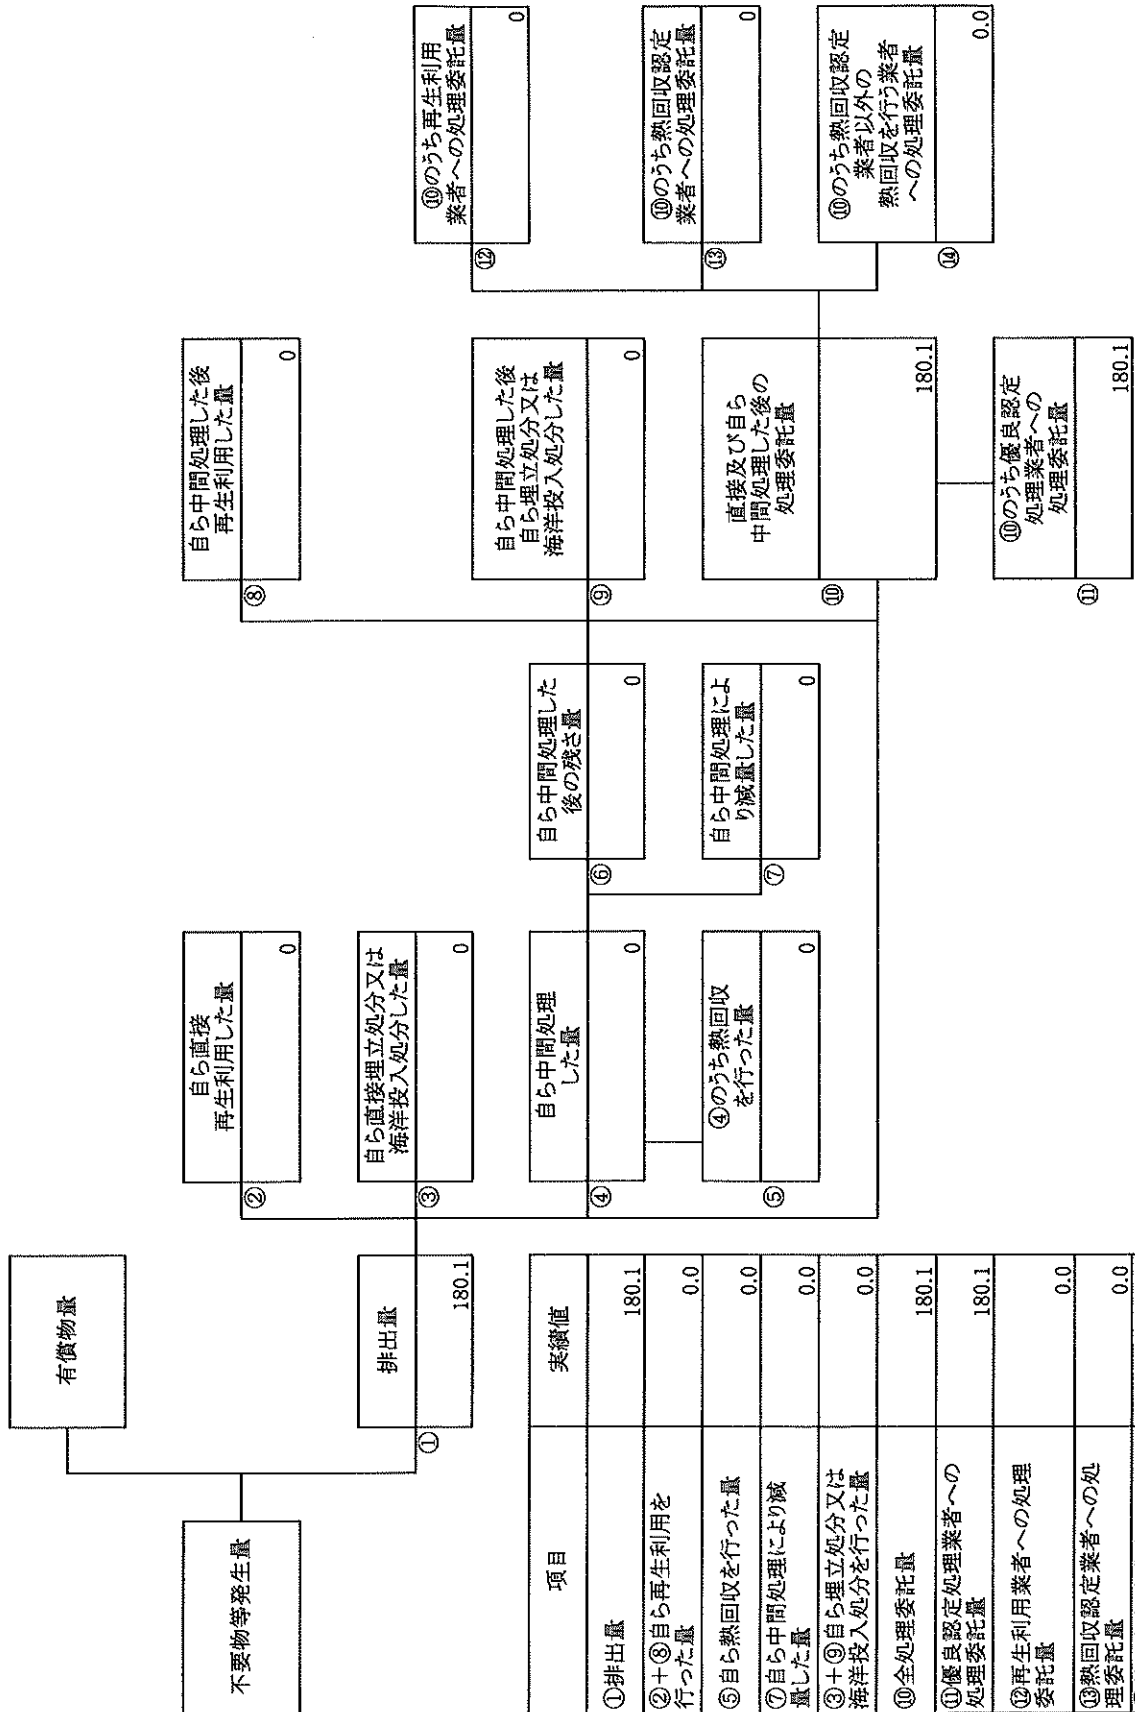 不要物等発生量
有償物量
排出量
①
180.1
自ら直接
再生利用した量
②
0
自ら直接埋立処分又は
海洋投入処分した量
③
0
自ら中間処理
した量
④
0
④のうち熱回収
を行った量
⑤
0
自ら中間処理した
後の残さ量
⑥
0
自ら中間処理によ
り減量した量
⑦
0
自ら中間処理した後
再生利用した量
⑧
0
自ら中間処理した後
自ら埋立処分又は
海洋投入処分した量
⑨
0
直接及び自ら
中間処理した後の
処理委託量
⑩
180.1
⑩のうち優良認定
処理業者への
処理委託量
⑪
180.1
⑩のうち再生利用
業者への処理委託量
⑫
0
⑩のうち熱回収認定
業者への処理委託量
⑬
0
⑩のうち熱回収認定
業者以外の
熱回収を行う業者
への処理委託量
⑭
0.0
項目 実績値
①排出量 180.1
②+⑧自ら再生利用を
行った量 0.0
⑤自ら熱回収を行った量 0.0
⑦自ら中間処理により減
量した量 0.0
③+⑨自ら埋立処分又は
海洋投入処分を行った量 0.0
⑩全処理委託量 180.1
⑪優良認定処理業者への
処理委託量 180.1
⑫再生利用業者への処理
委託量 0.0
⑬熱回収認定業者への処
理委託量 0.0